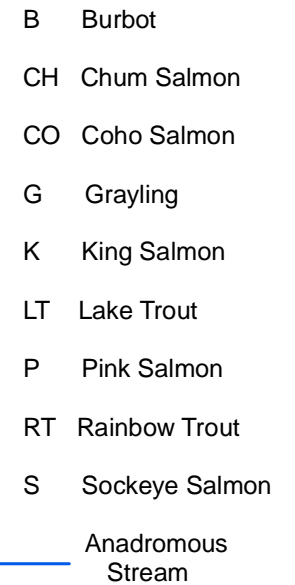 B Burbot
CH Chum Salmon
CO Coho Salmon
G Grayling
K King Salmon
LT Lake Trout
P Pink Salmon
RT Rainbow Trout
S Sockeye Salmon
Anadromous
Stream